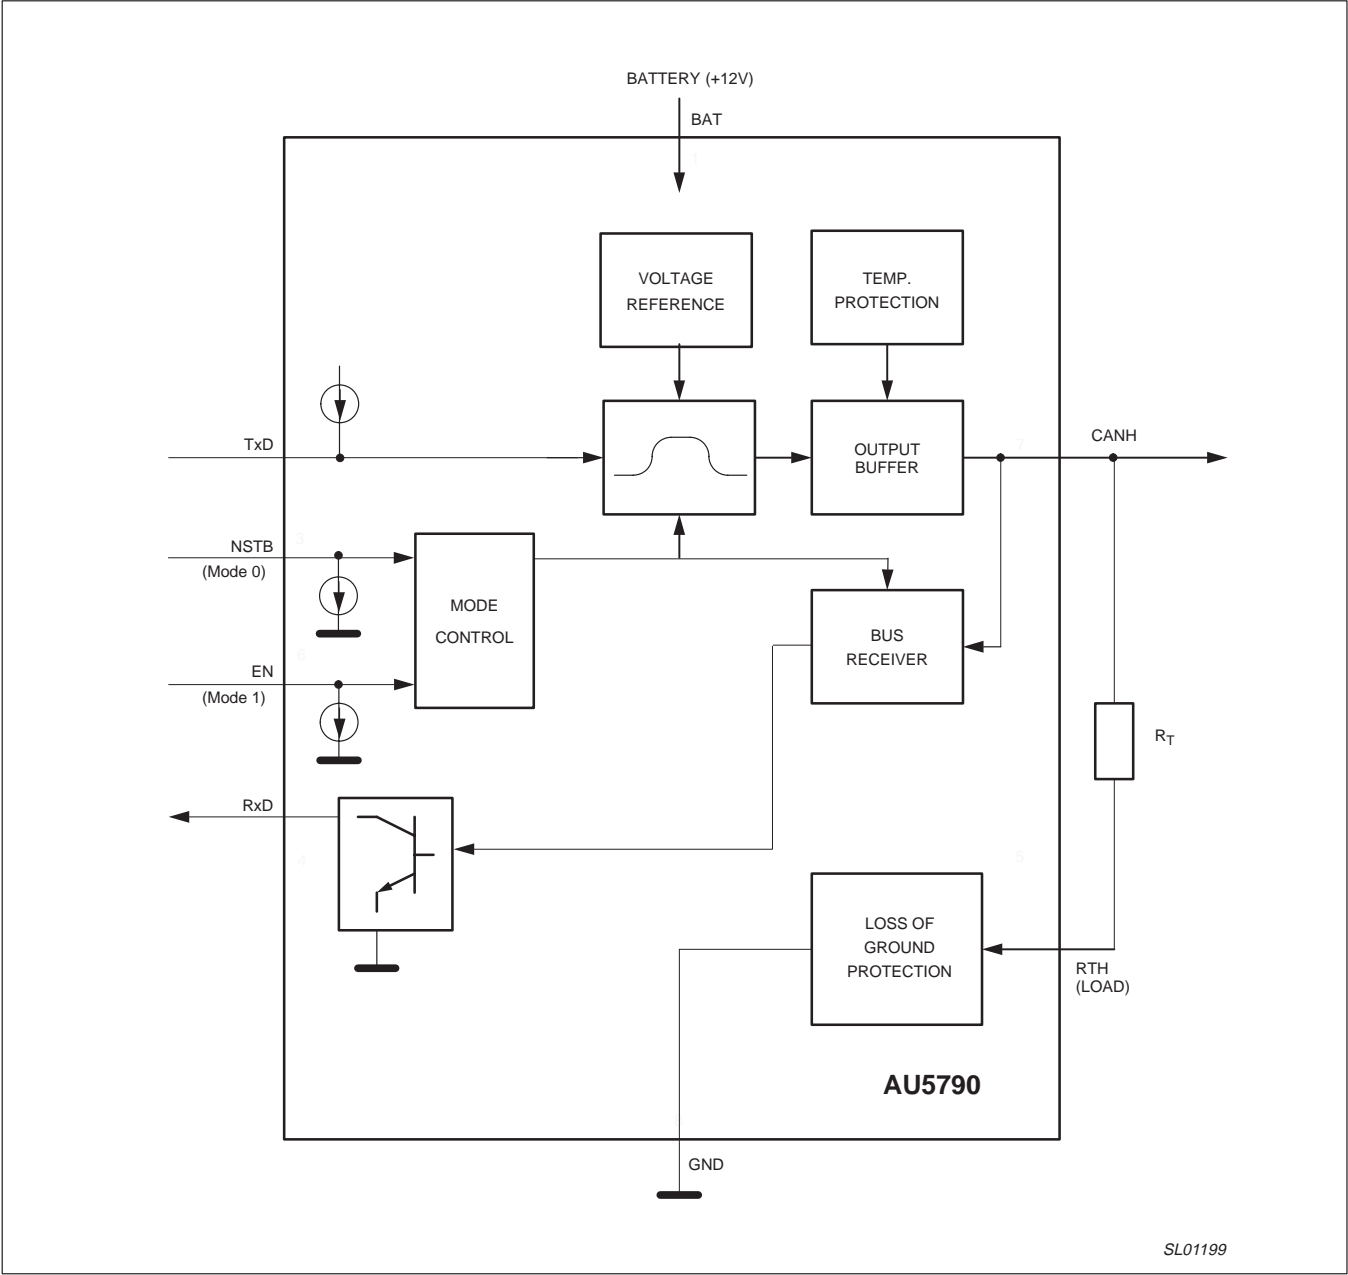 BATTERY (+12V)
BAT
1
VOLTAGE
REFERENCE
TEMP.
PROTECTION
TxD
OUTPUT
BUFFER
7
CANH
NSTB
(Mode 0)
3
MODE
CONTROL
BUS
RECEIVER
6
EN
(Mode 1)
RT
RxD
4
5
LOSS OF
GROUND
PROTECTION
RTH
(LOAD)
AU5790
GND
SL01199